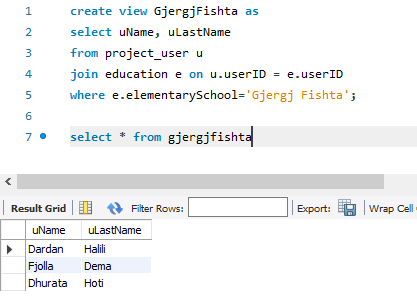 1 create view GjergjFishta as
2 select uName, uLastName
3 from project_user u
4 join education e on u.userID = e.userID
5 where e.elementarySchool='Gjergj Fishta';
6
7 select * from gjergjfishta
Result Grid Filter Rows: Export: Wrap Cell
uName uLastName
Dardan Halili
Fjolla Dema
Dhurata Hoti